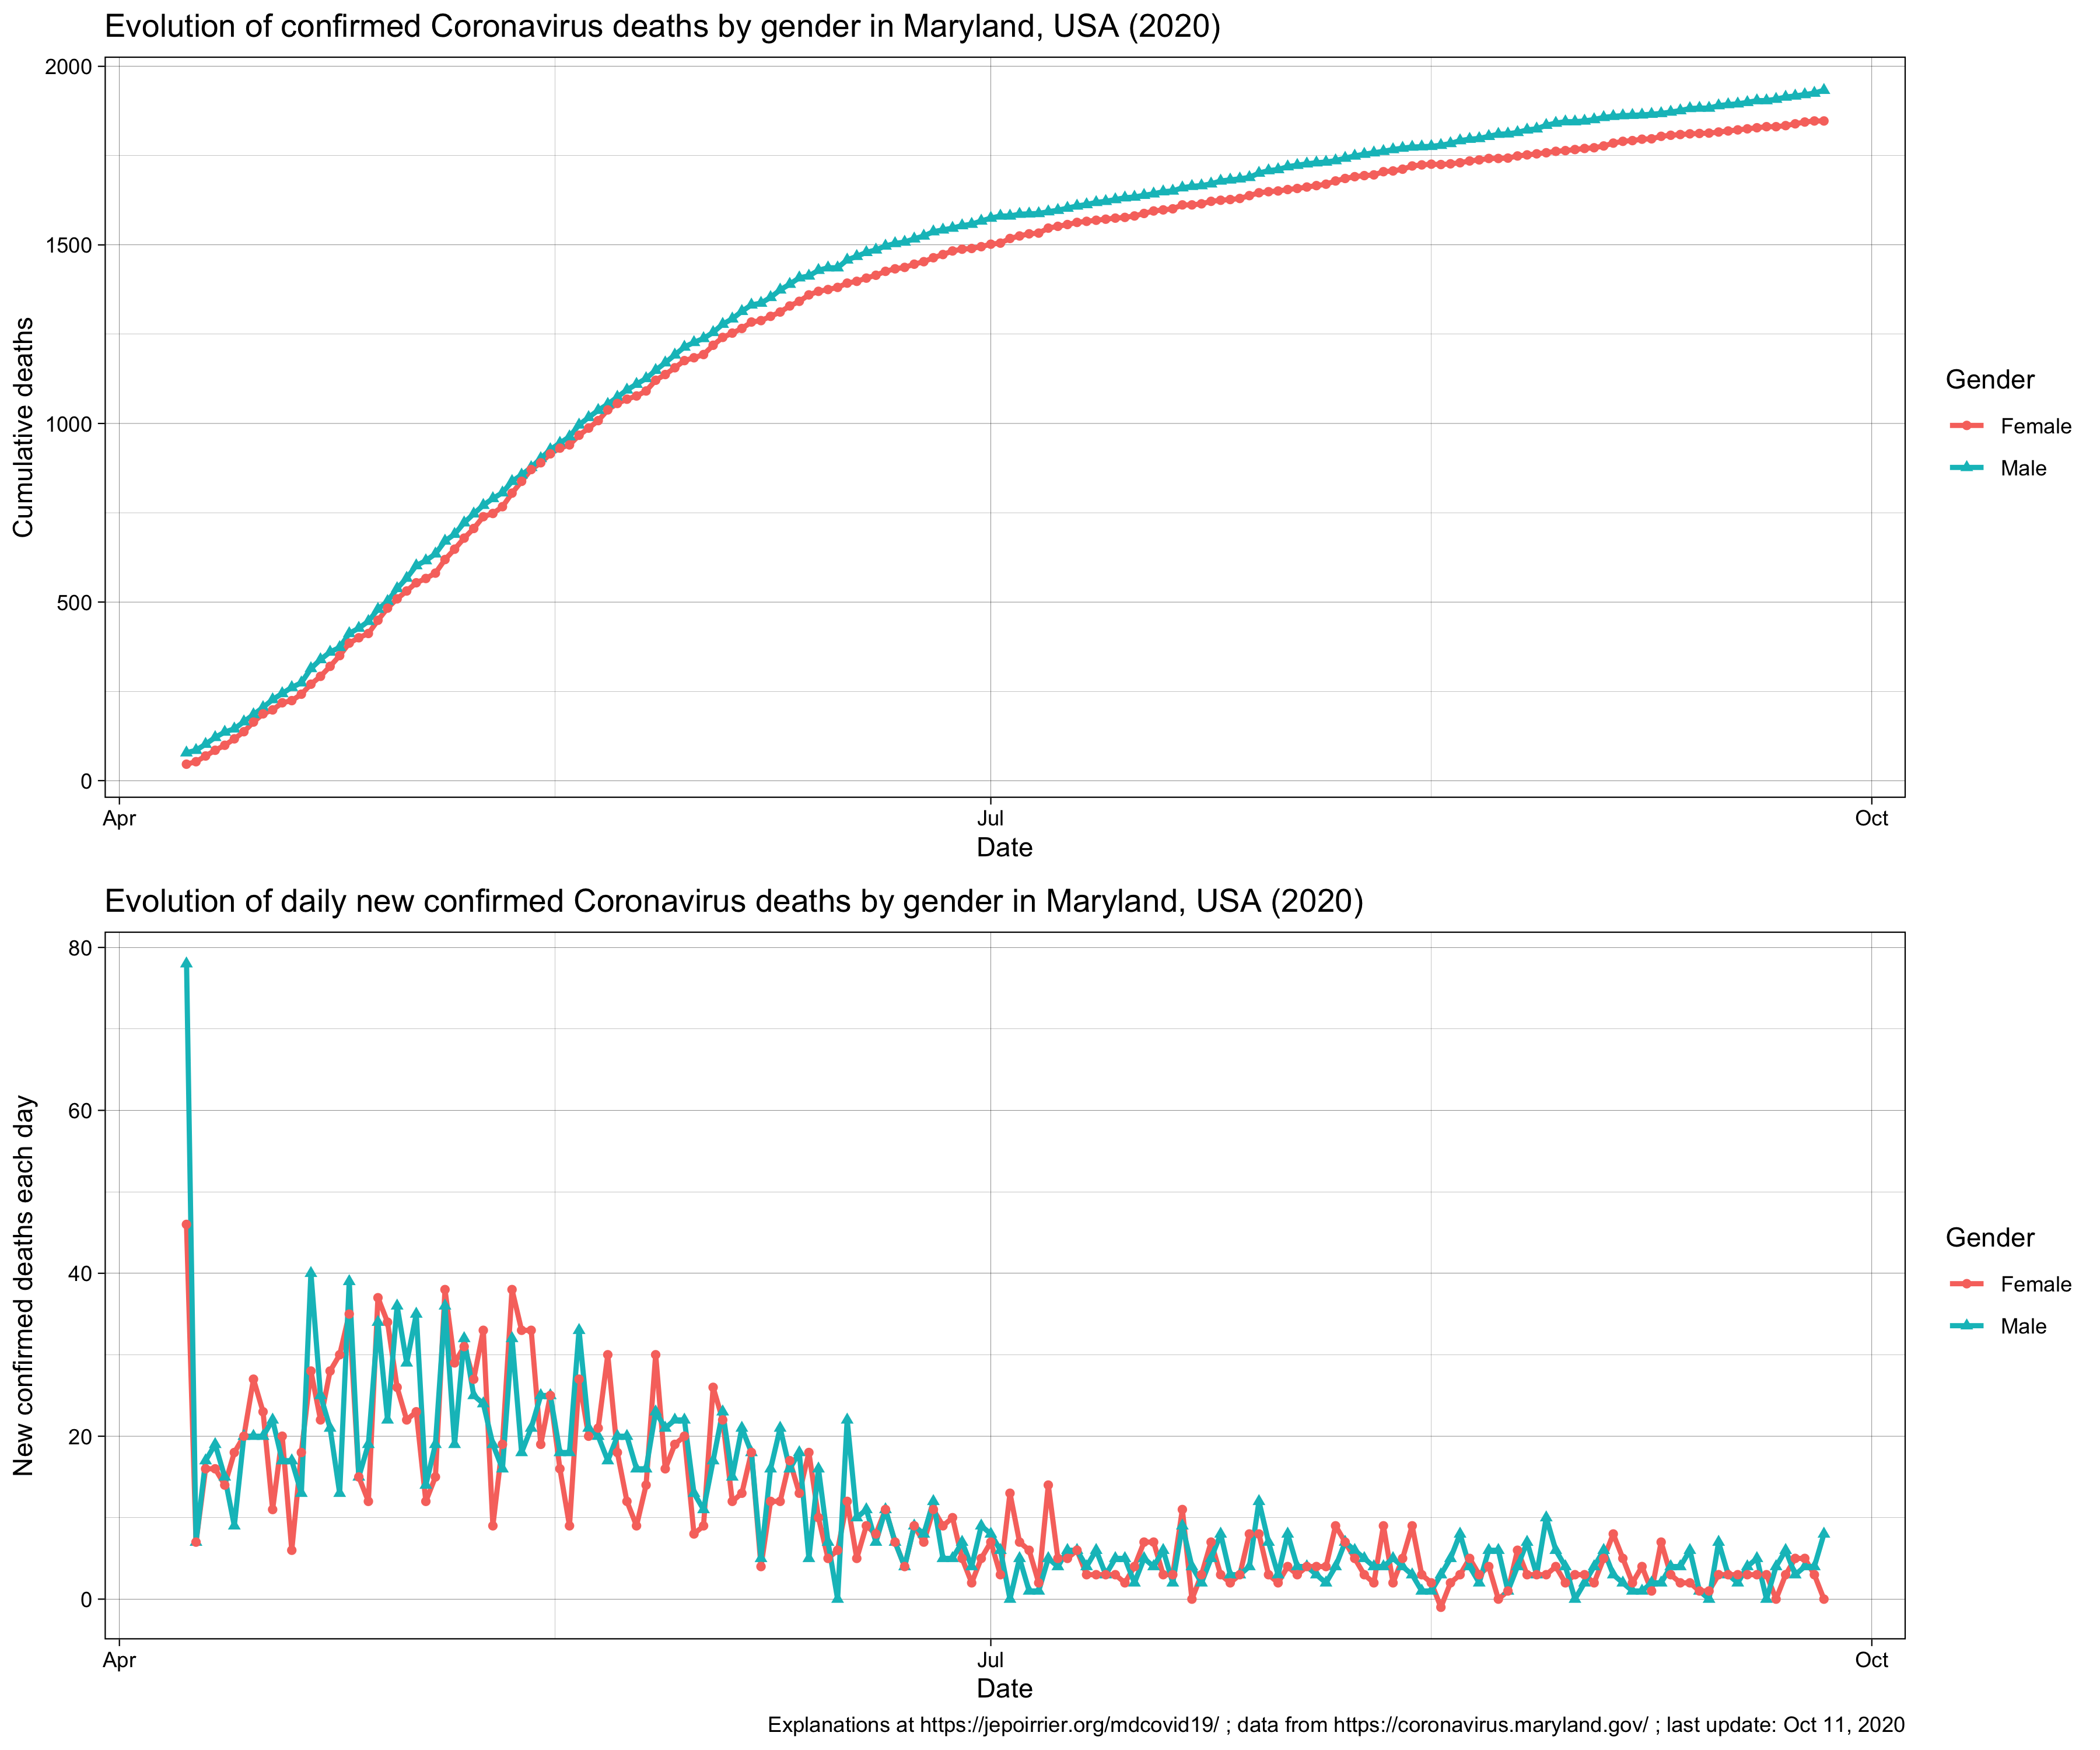 Evolution of confirmed Coronavirus deaths by gender in Maryland, USA (2020)
2000
1500
1000
500
0
Cumulative deaths
Apr
Jul
Oct
Date
Gender
Female
Male
Evolution of daily new confirmed Coronavirus deaths by gender in Maryland, USA (2020)
80
60
40
20
0
New confirmed deaths each day
Apr
Jul
Oct
Date
Gender
Female
Male
Explanations at https://jepoirrier.org/mdcovid19/ ; data from https://coronavirus.maryland.gov/ ; last update: Oct 11, 2020